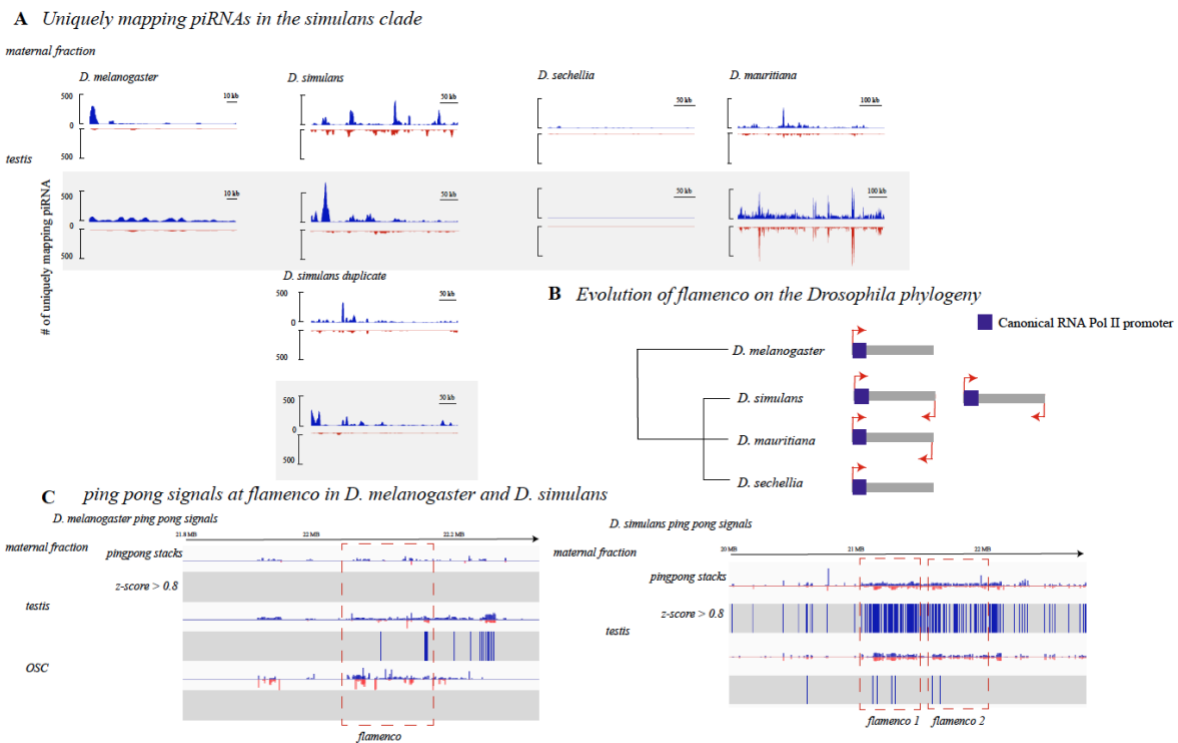 A Uniquely mapping piRNAs in the simulans clade
maternal fraction
D. melanogaster
D. simulans
D. sechellia
D. mauritiana
500
0
500
10 kb
50 kb
50 kb
100 kb
testis
# of uniquely mapping piRNA
500
0
500
10 kb
50 kb
50 kb
100 kb
D. simulans duplicate
500
0
500
50 kb
500
0
500
50 kb
B Evolution of flamenco on the Drosophila phylogeny
Canonical RNA Pol II promoter
D. melanogaster
D. simulans
D. mauritiana
D. sechellia
C ping pong signals at flamenco in D. melanogaster and D. simulans
D. melanogaster ping pong signals
21.8 MB
22 MB
22.2 MB
maternal fraction
pingpong stacks
z-score > 0.8
testis
OSC
flamenco
D. simulans ping pong signals
maternal fraction
20 MB
21 MB
22 MB
pingpong stacks
z-score > 0.8
testis
flamenco 1
flamenco 2